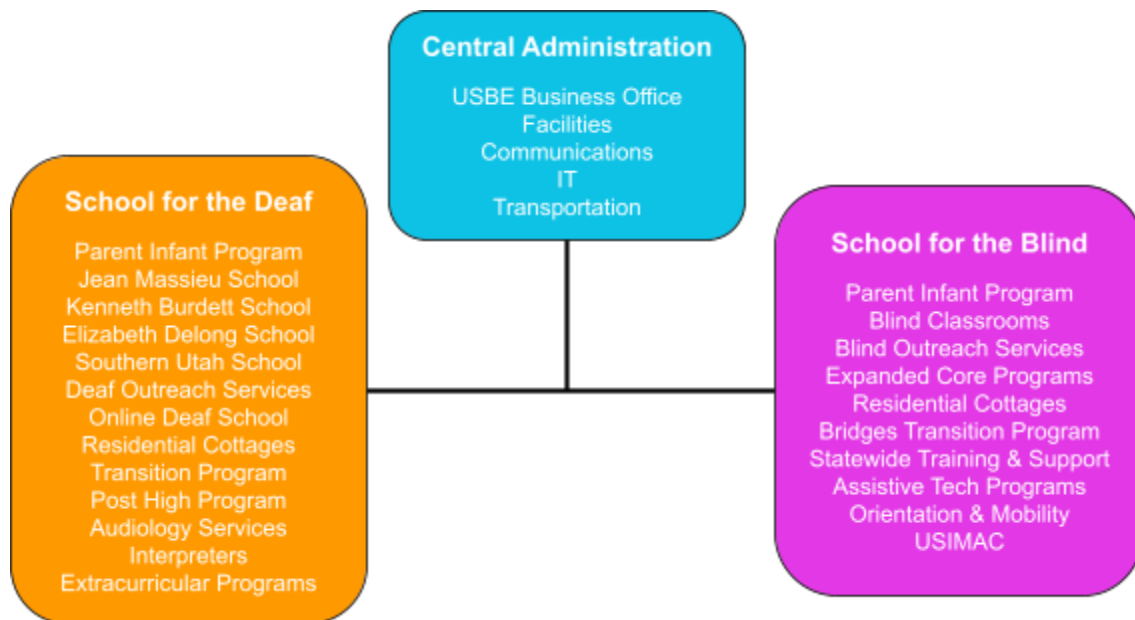 Central Administration
USBE Business Office
Facilities
Communications
IT
Transportation
School for the Deaf
Parent Infant Program
Jean Massieu School
Kenneth Burdett School
Elizabeth Delong School
Southern Utah School
Deaf Outreach Services
Online Deaf School
Residential Cottages
Transition Program
Post High Program
Audiology Services
Interpreters
Extracurricular Programs
School for the Blind
Parent Infant Program
Blind Classrooms
Blind Outreach Services
Expanded Core Programs
Residential Cottages
Bridges Transition Program
Statewide Training & Support
Assistive Tech Programs
Orientation & Mobility
USIMAC